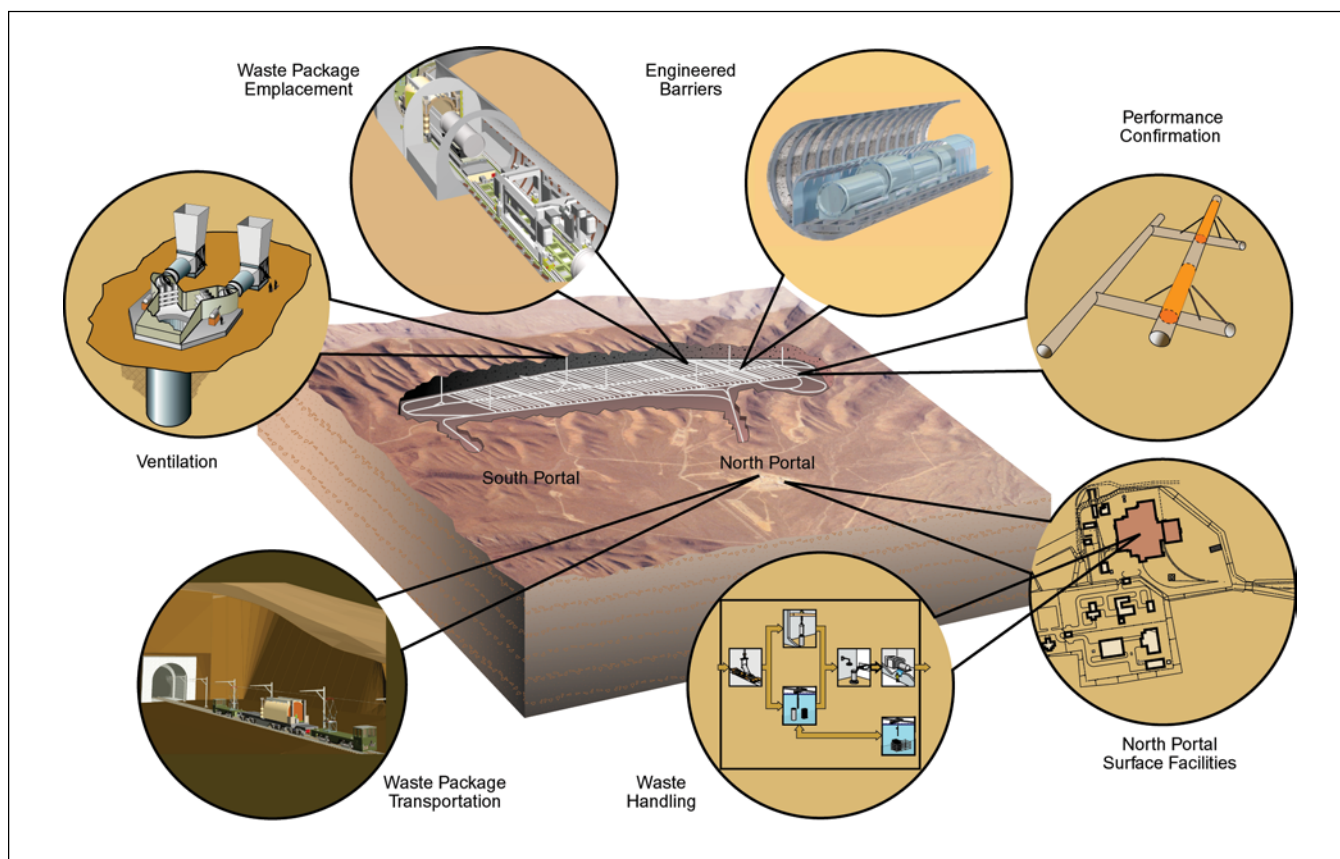 Waste Package
Emplacement
Engineered
Barriers
Performance
Confirmation
Ventilation
South Portal
North Portal
Waste Package
Transportation
Waste
Handling
North Portal
Surface Facilities